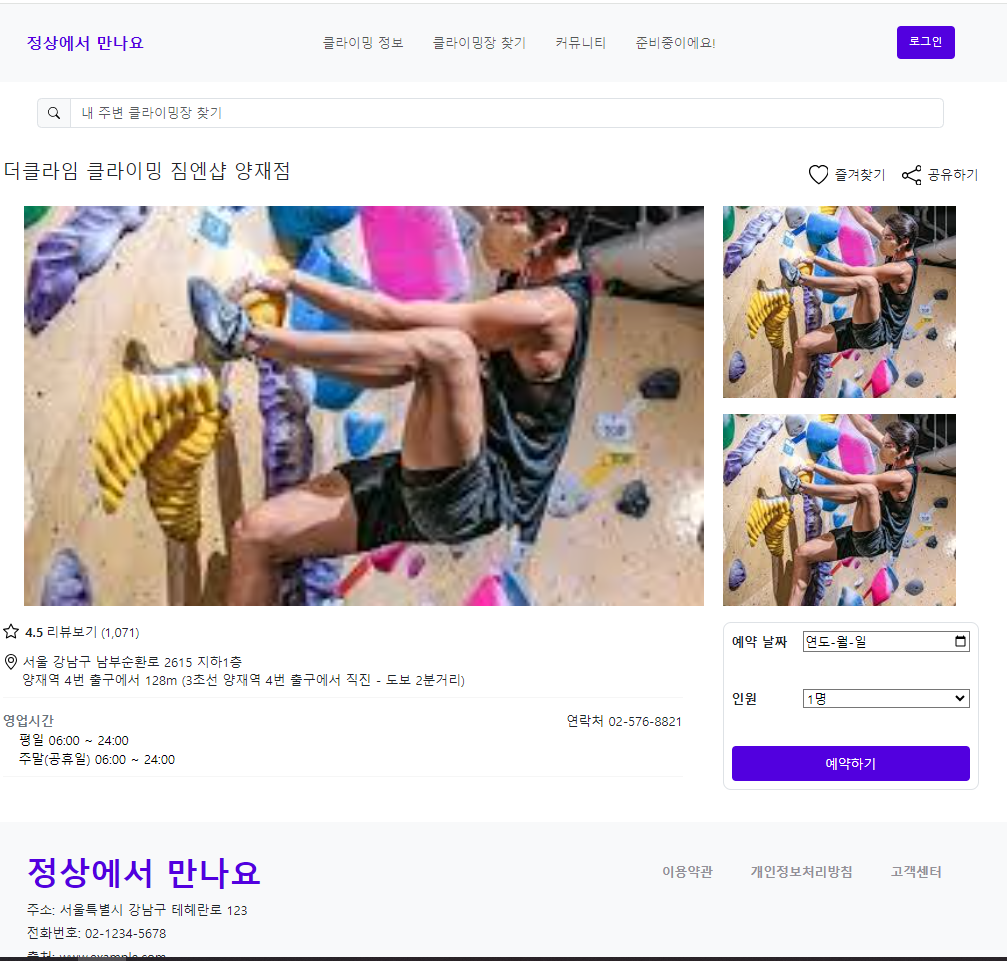 정상에서 만나요
클라이밍 정보 클라이밍장 찾기 커뮤니티 준비중이에요!
로그인
내 주변 클라이밍장 찾기
더클라임 클라이밍 짐엔샵 양재점
즐겨찾기 공유하기
4.5 리뷰보기 (1,071)
서울 강남구 남부순환로 2615 지하1층
양재역 4번 출구에서 128m (3초선 양재역 4번 출구에서 직진 - 도보 2분거리)
영업시간
연락처 02-576-8821
평일 06:00 ~ 24:00
주말(공휴일) 06:00 ~ 24:00
예약 날짜 연도-월-일
인원 1명
예약하기
정상에서 만나요
이용약관 개인정보처리방침 고객센터
주소: 서울특별시 강남구 테헤란로 123
전화번호: 02-1234-5678
출처: www.example.com